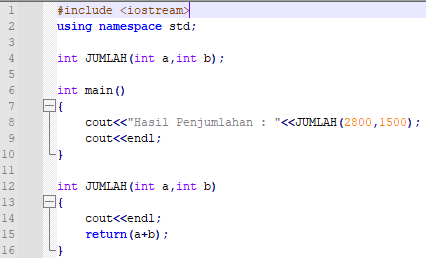 1 #include <iostream>
2 using namespace std;
3
4 int JUMLAH(int a,int b);
5
6 int main()
7 {
8 cout<<"Hasil Penjumlahan : "<<JUMLAH(2800,1500);
9 cout<<endl;
10 }
11
12 int JUMLAH(int a,int b)
13 {
14 cout<<endl;
15 return(a+b);
16 }